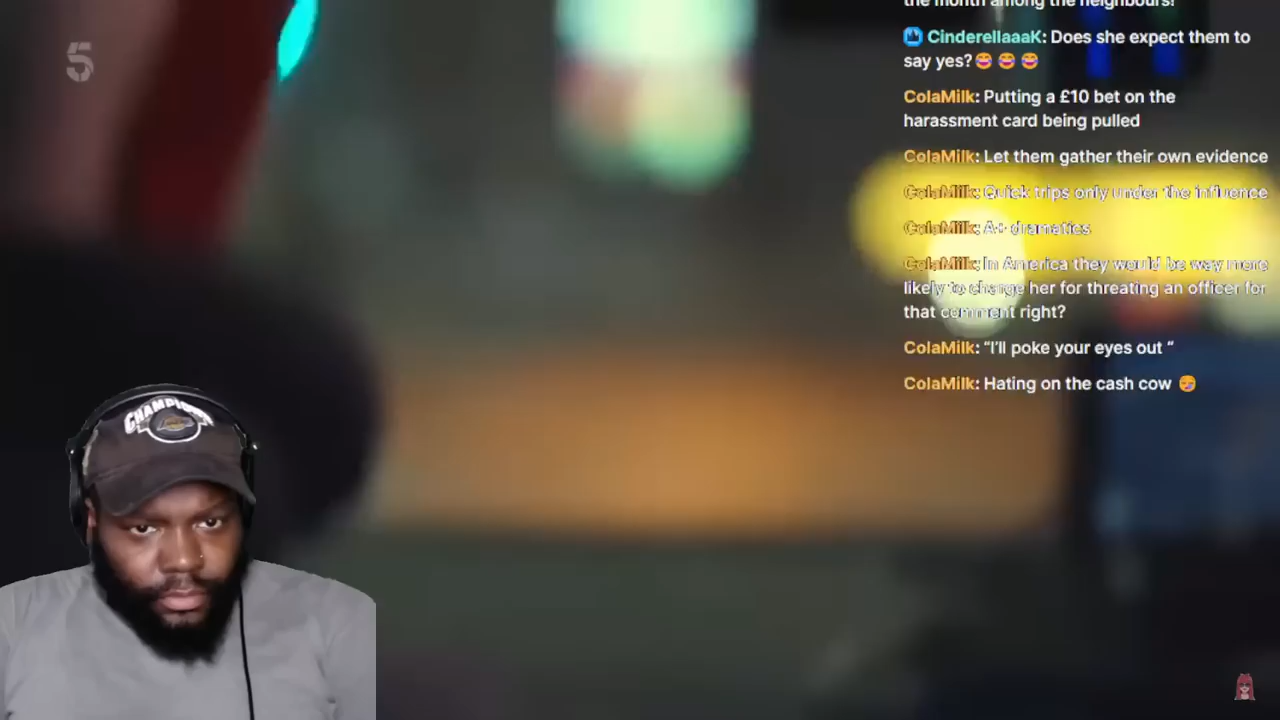 the month among the neighbours!
5
CinderellaaaK: Does she expect them to
say yes?😂 😂 😂
ColaMilk: Putting a £10 bet on the
harassment card being pulled
ColaMilk: Let them gather their own evidence
ColaMilk: Quick trips only under the influence
ColaMilk: A+ dramatics
ColaMilk: In America they would be way more
likely to charge her for threating an officer for
that comment right?
ColaMilk: “I’ll poke your eyes out “
ColaMilk: Hating on the cash cow 😴
CHAMPIONS